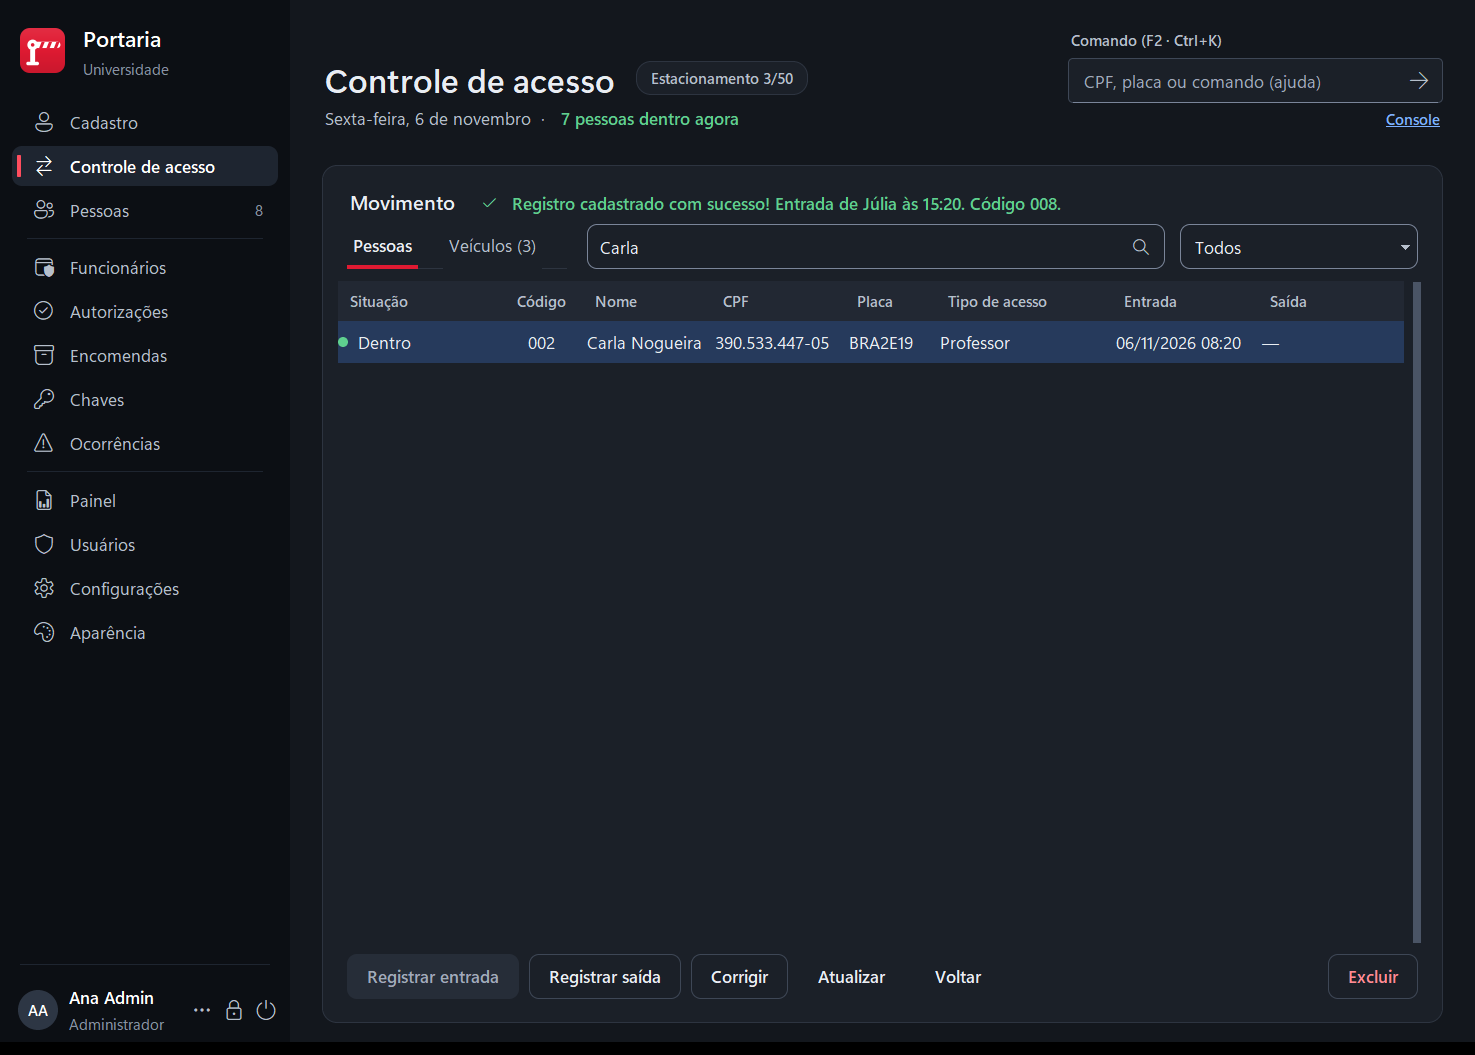 Portaria
Universidade
Cadastro
Controle de acesso
Pessoas 8
Funcionários
Autorizações
Encomendas
Chaves
Ocorrências
Painel
Usuários
Configurações
Aparência
AA
Ana Admin
Administrador
Controle de acesso
Estacionamento 3/50
Sexta-feira, 6 de novembro · 7 pessoas dentro agora
Comando (F2 · Ctrl+K)
CPF, placa ou comando (ajuda)
Console
Movimento
Registro cadastrado com sucesso! Entrada de Júlia às 15:20. Código 008.
Pessoas Veículos (3) Carla Todos
Situação Código Nome CPF Placa Tipo de acesso Entrada Saída
Dentro 002 Carla Nogueira 390.533.447-05 BRA2E19 Professor 06/11/2026 08:20 —
Registrar entrada Registrar saída Corrigir Atualizar Voltar Excluir